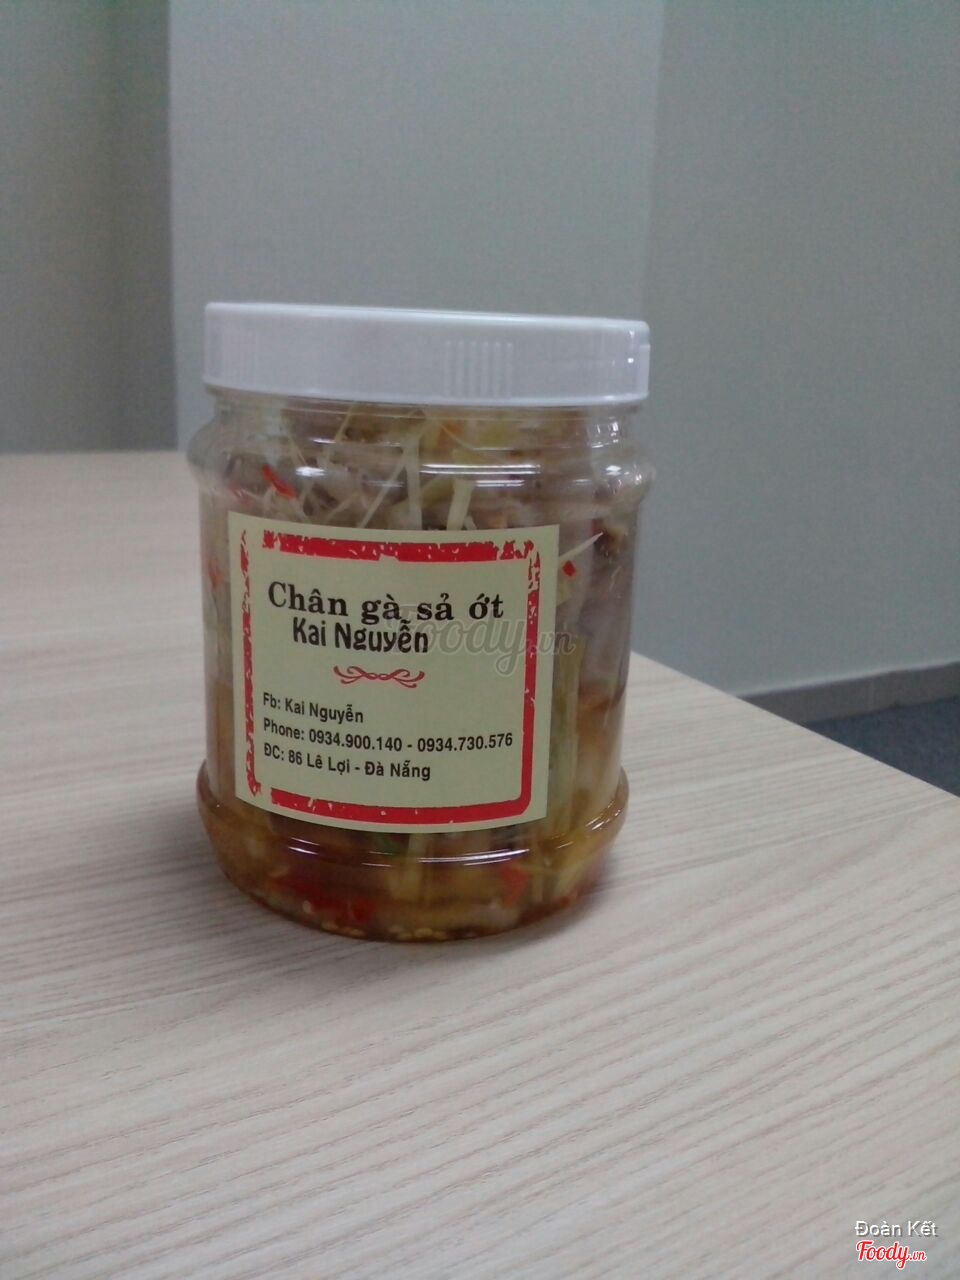 Chân gà sả ớt
Kai Nguyễn
Fb: Kai Nguyễn
Phone: 0934.900.140 - 0934.730.576
ĐC: 86 Lê Lợi - Đà Nẵng
Foody.vn
Đoàn Kết
Foody.vn